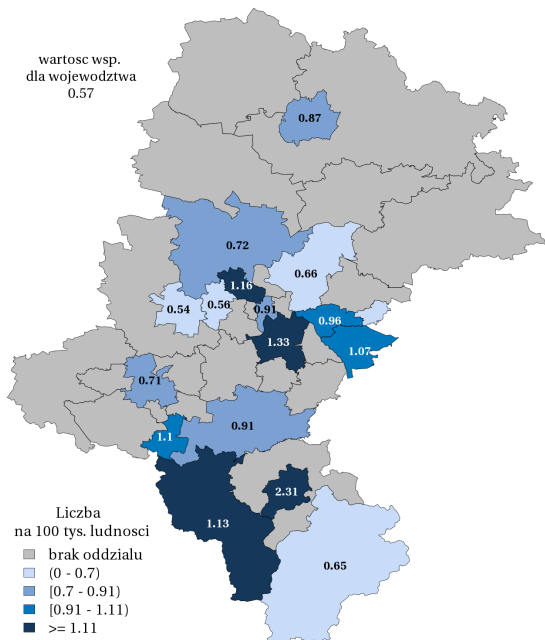 wartosc wsp.
dla wojewodztwa
0.57
0.87
0.72
0.66
1.16
0.54
0.56
0.91
0.96
1.33
1.07
0.71
0.91
1.1
2.31
1.13
0.65
Liczba
na 100 tys. ludnosci
brak oddzialu
(0 - 0.7)
[0.7 - 0.91)
[0.91 - 1.11)
>= 1.11